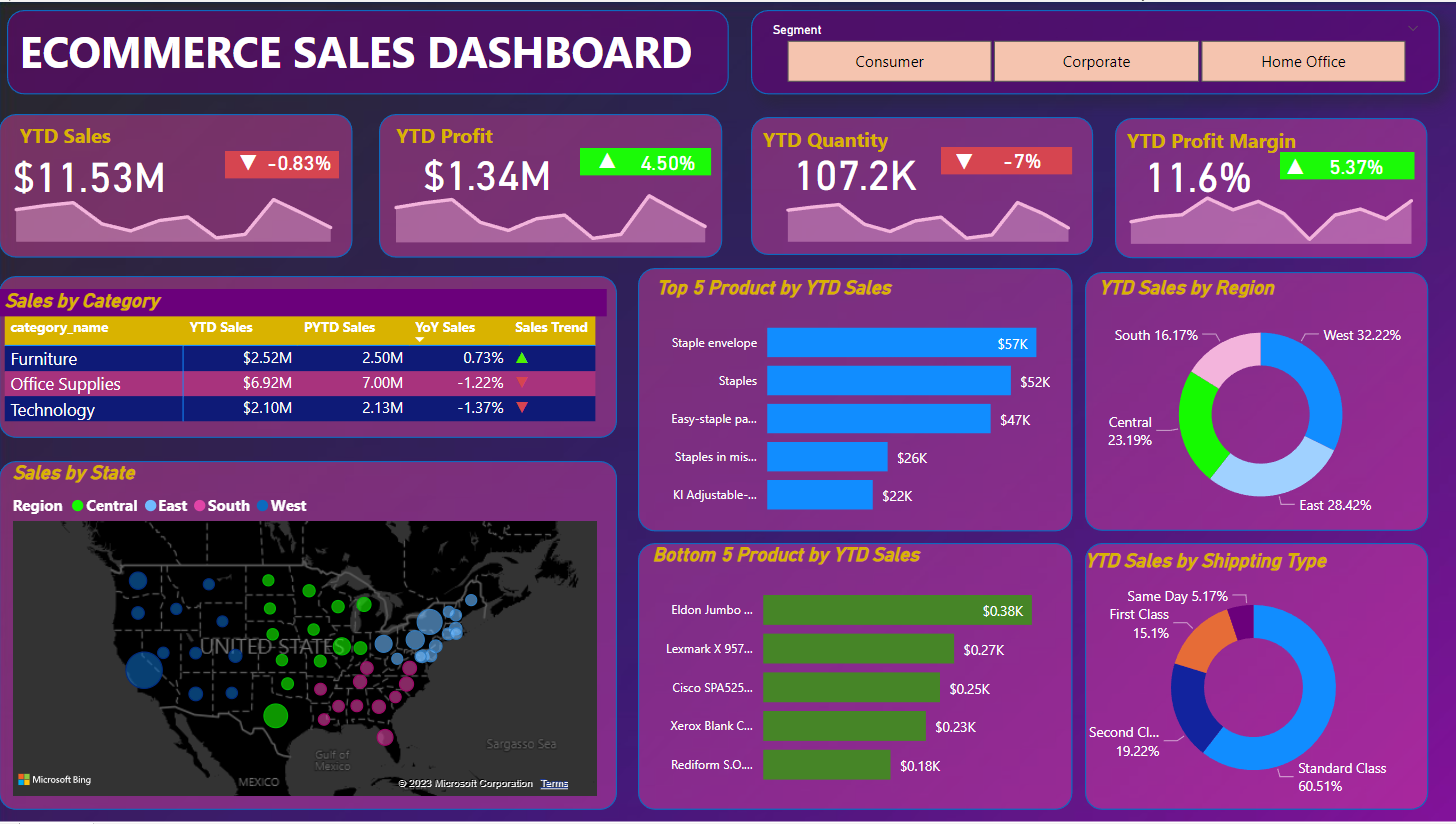 ECOMMERCE SALES DASHBOARD
Segment
Consumer
Corporate
Home Office
YTD Sales
$11.53M
▼ -0.83%
YTD Profit
$1.34M
▲ 4.50%
YTD Quantity
107.2K
▼ -7%
YTD Profit Margin
11.6%
▲ 5.37%
Sales by Category
category_name YTD Sales PYTD Sales YoY Sales Sales Trend
Furniture $2.52M 2.50M 0.73% ▲
Office Supplies $6.92M 7.00M -1.22% ▼
Technology $2.10M 2.13M -1.37% ▼
Top 5 Product by YTD Sales
Staple envelope $57K
Staples $52K
Easy-staple pa... $47K
Staples in mis... $26K
KI Adjustable-... $22K
YTD Sales by Region
South 16.17%
West 32.22%
Central
23.19%
East 28.42%
Sales by State
Region Central East South West
UNITED STATES
Gulf of
Mexico
Sargasso Sea
MEXICO
Microsoft Bing
© 2023 Microsoft Corporation Terms
Bottom 5 Product by YTD Sales
Eldon Jumbo ... $0.38K
Lexmark X 957... $0.27K
Cisco SPA525... $0.25K
Xerox Blank C... $0.23K
Rediform S.O.... $0.18K
YTD Sales by Shippting Type
Same Day 5.17%
First Class
15.1%
Second Cl...
19.22%
Standard Class
60.51%